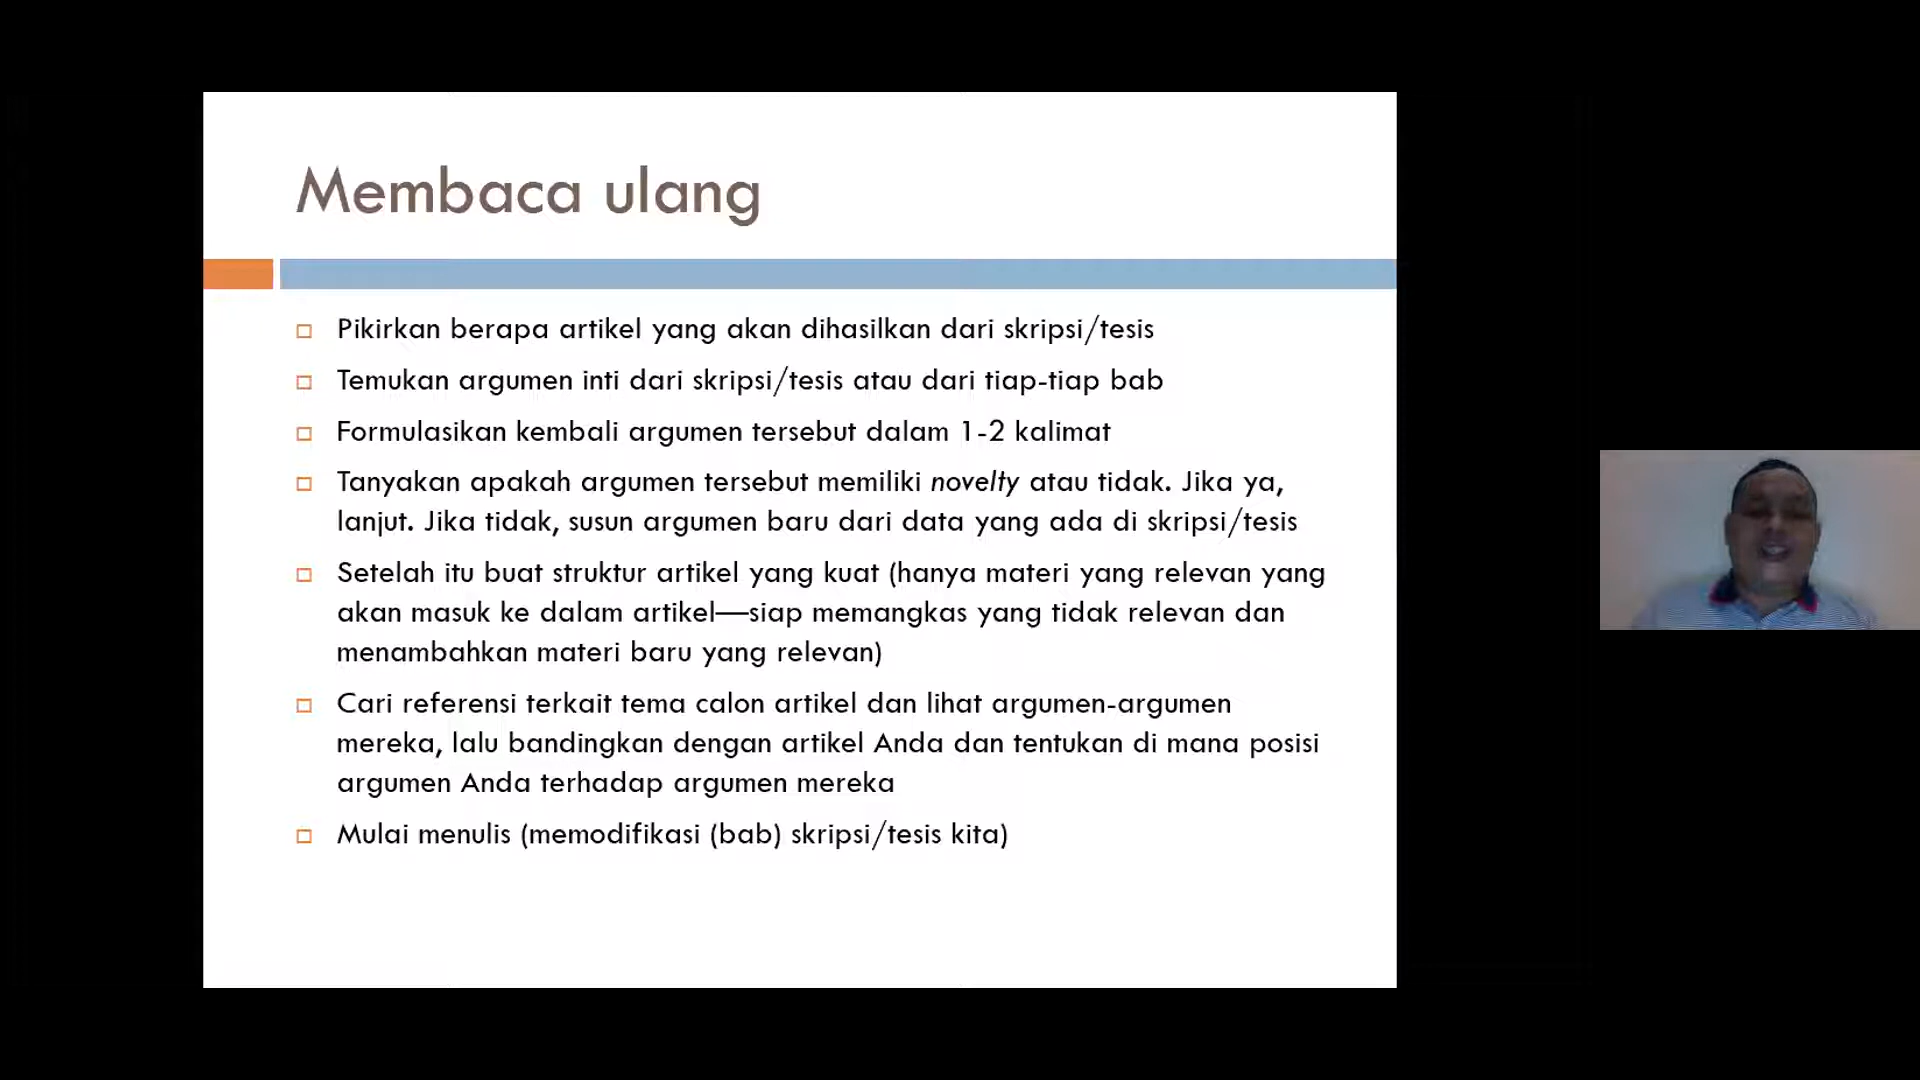 Membaca ulang
Pikirkan berapa artikel yang akan dihasilkan dari skripsi/tesis
Temukan argumen inti dari skripsi/tesis atau dari tiap-tiap bab
Formulasikan kembali argumen tersebut dalam 1-2 kalimat
Tanyakan apakah argumen tersebut memiliki novelty atau tidak. Jika ya,
lanjut. Jika tidak, susun argumen baru dari data yang ada di skripsi/tesis
Setelah itu buat struktur artikel yang kuat (hanya materi yang relevan yang
akan masuk ke dalam artikel—siap memangkas yang tidak relevan dan
menambahkan materi baru yang relevan)
Cari referensi terkait tema calon artikel dan lihat argumen-argumen
mereka, lalu bandingkan dengan artikel Anda dan tentukan di mana posisi
argumen Anda terhadap argumen mereka
Mulai menulis (memodifikasi (bab) skripsi/tesis kita)